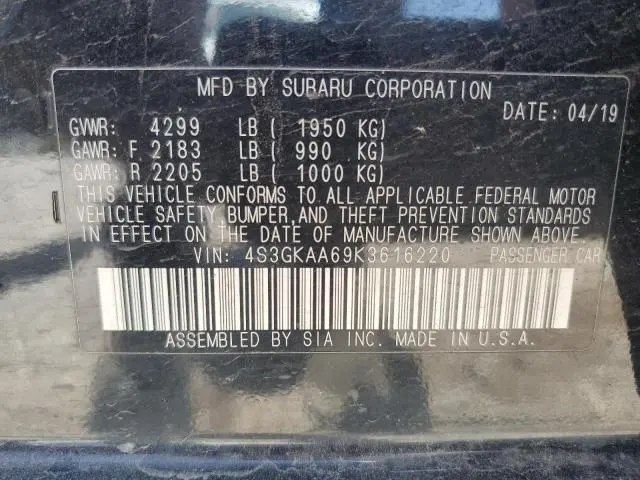 MFD BY SUBARU CORPORATION
DATE: 04/19
GVWR: 4299 LB ( 1950 KG)
GAWR: F 2183 LB ( 990 KG)
GAWR: R 2205 LB ( 1000 KG)
THIS VEHICLE CONFORMS TO ALL APPLICABLE FEDERAL MOTOR
VEHICLE SAFETY, BUMPER, AND THEFT PREVENTION STANDARDS
IN EFFECT ON THE DATE OF MANUFACTURE SHOWN ABOVE.
VIN: 4S3GKAA69K3616220 PASSENGER CAR
ASSEMBLED BY SIA INC. MADE IN U.S.A.